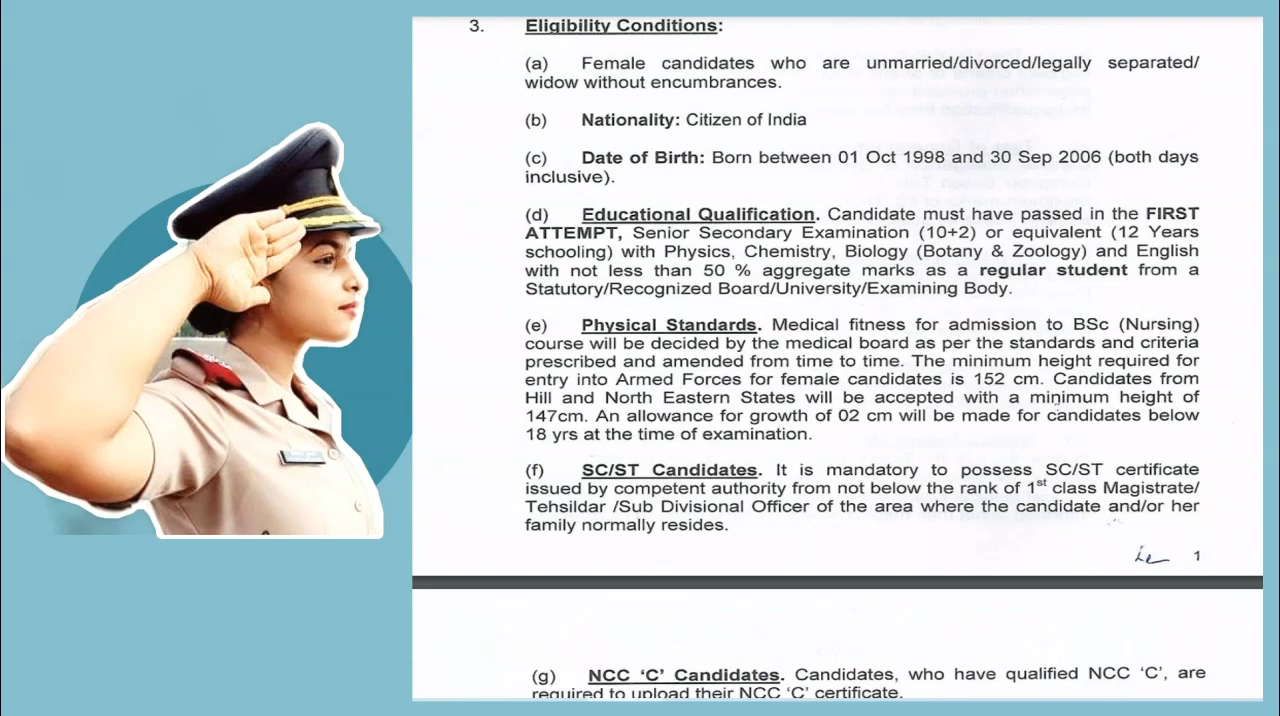 3. Eligibility Conditions:
(a) Female candidates who are unmarried/divorced/legally separated/
widow without encumbrances.
(b) Nationality: Citizen of India
(c) Date of Birth: Born between 01 Oct 1998 and 30 Sep 2006 (both days
inclusive).
(d) Educational Qualification. Candidate must have passed in the FIRST
ATTEMPT, Senior Secondary Examination (10+2) or equivalent (12 Years
schooling) with Physics, Chemistry, Biology (Botany & Zoology) and English
with not less than 50 % aggregate marks as a regular student from a
Statutory/Recognized Board/University/Examining Body.
(e) Physical Standards. Medical fitness for admission to BSc (Nursing)
course will be decided by the medical board as per the standards and criteria
prescribed and amended from time to time. The minimum height required for
entry into Armed Forces for female candidates is 152 cm. Candidates from
Hill and North Eastern States will be accepted with a minimum height of
147cm. An allowance for growth of 02 cm will be made for candidates below
18 yrs at the time of examination.
(f) SC/ST Candidates. It is mandatory to possess SC/ST certificate
issued by competent authority from not below the rank of 1st class Magistrate/
Tehsildar /Sub Divisional Officer of the area where the candidate and/or her
family normally resides.
1
(g) NCC ‘C’ Candidates. Candidates, who have qualified NCC ‘C’, are
required to upload their NCC ‘C’ certificate.